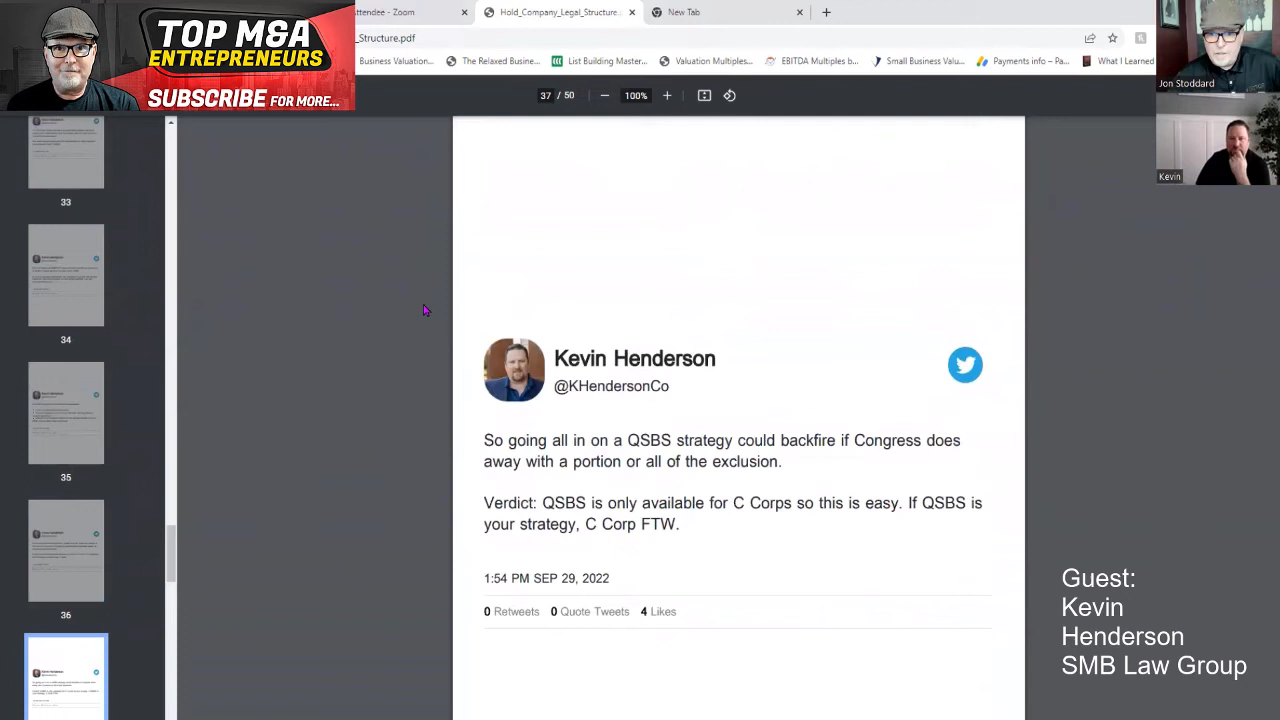 TOP M&A
ENTREPRENEURS
SUBSCRIBE FOR MORE...
ttendee - Zoom
Hold_Company_Legal_Structure.
New Tab
_Structure.pdf
Business Valuation...
The Relaxed Busine...
List Building Master...
Valuation Multiples...
EBITDA Multiples b...
Small Business Valu...
Payments info – Pa...
What I Learned
37 / 50
100%
Jon Stoddard
Kevin
33
34
35
36
Kevin Henderson
@KHendersonCo
So going all in on a QSBS strategy could backfire if Congress does
away with a portion or all of the exclusion.
Verdict: QSBS is only available for C Corps so this is easy. If QSBS is
your strategy, C Corp FTW.
1:54 PM SEP 29, 2022
0 Retweets 0 Quote Tweets 4 Likes
Guest:
Kevin
Henderson
SMB Law Group